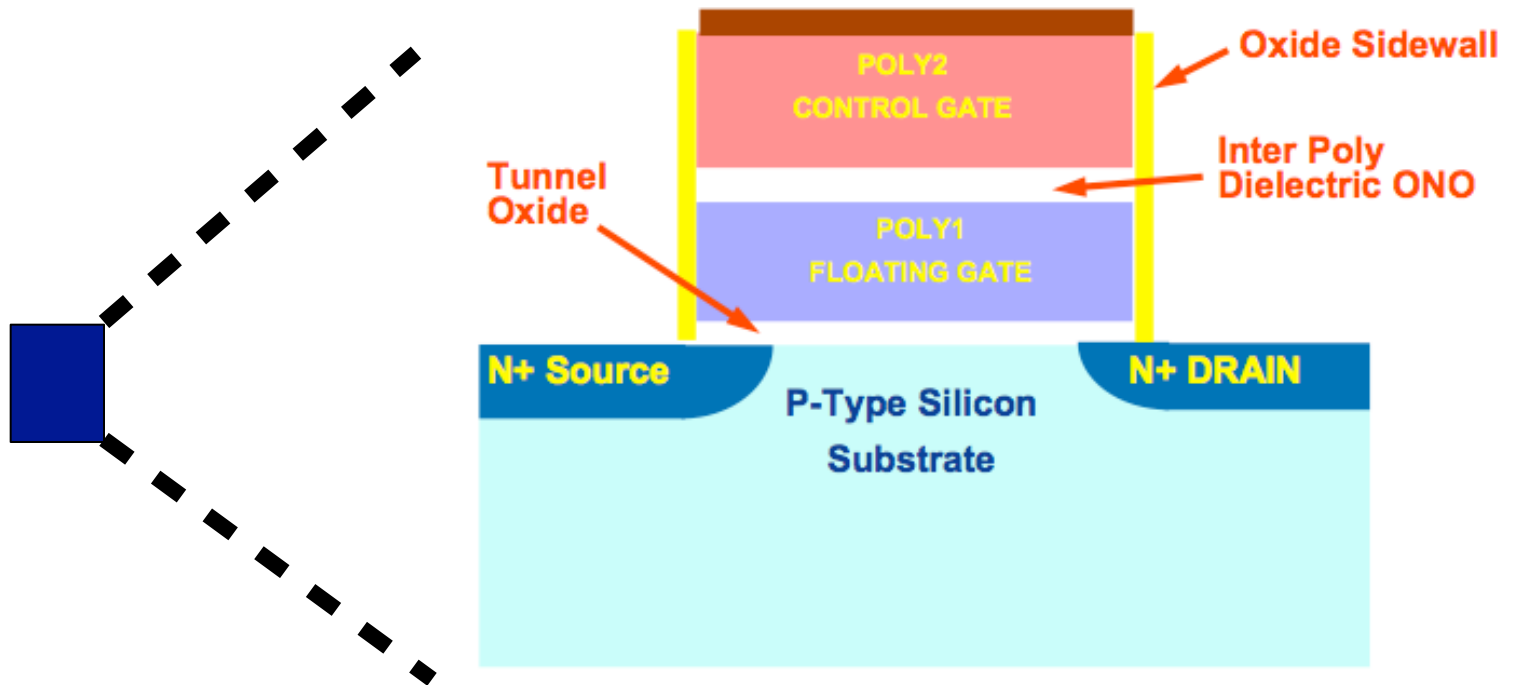 POLY2
CONTROL GATE
Oxide Sidewall
Inter Poly
Dielectric ONO
Tunnel
Oxide
POLY1
FLOATING GATE
N+ Source
N+ DRAIN
P-Type Silicon
Substrate